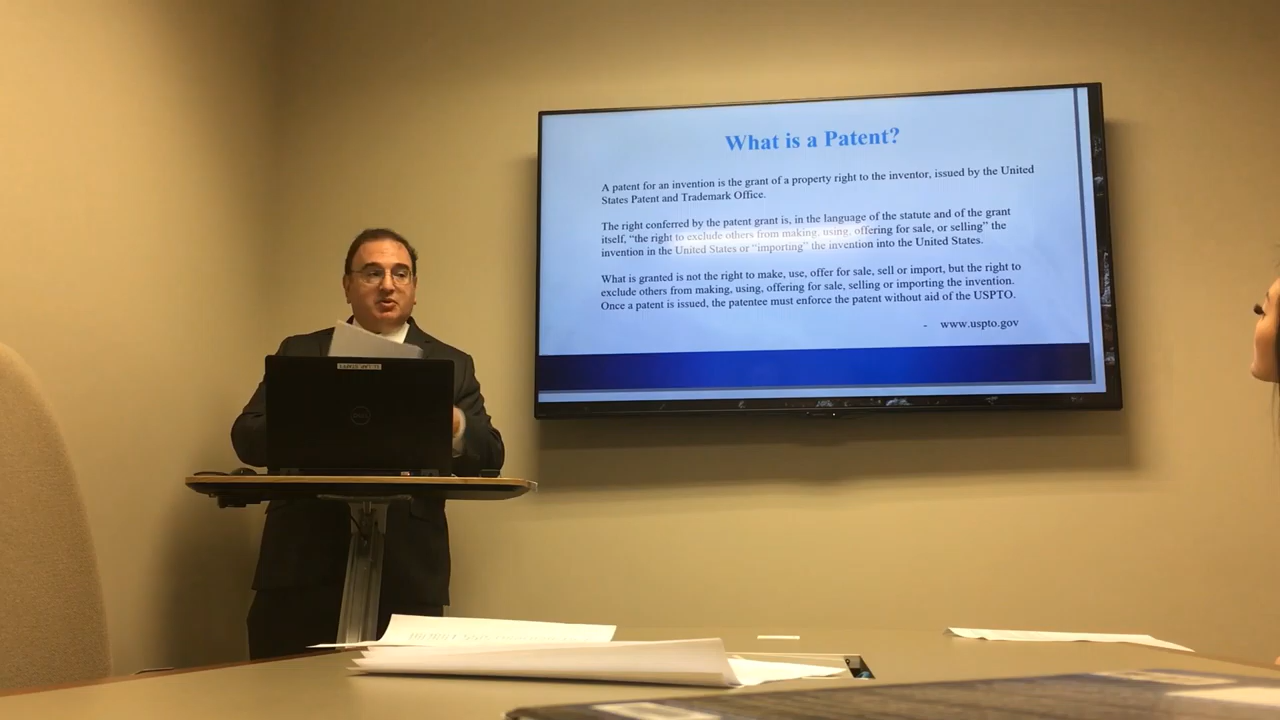 What is a Patent?
A patent for an invention is the grant of a property right to the inventor, issued by the United
States Patent and Trademark Office.
The right conferred by the patent grant is, in the language of the statute and of the grant
itself, “the right to exclude others from making, using, offering for sale, or selling” the
invention in the United States or “importing” the invention into the United States.
What is granted is not the right to make, use, offer for sale, sell or import, but the right to
exclude others from making, using, offering for sale, selling or importing the invention.
Once a patent is issued, the patentee must enforce the patent without aid of the USPTO.
- www.uspto.gov
DELL